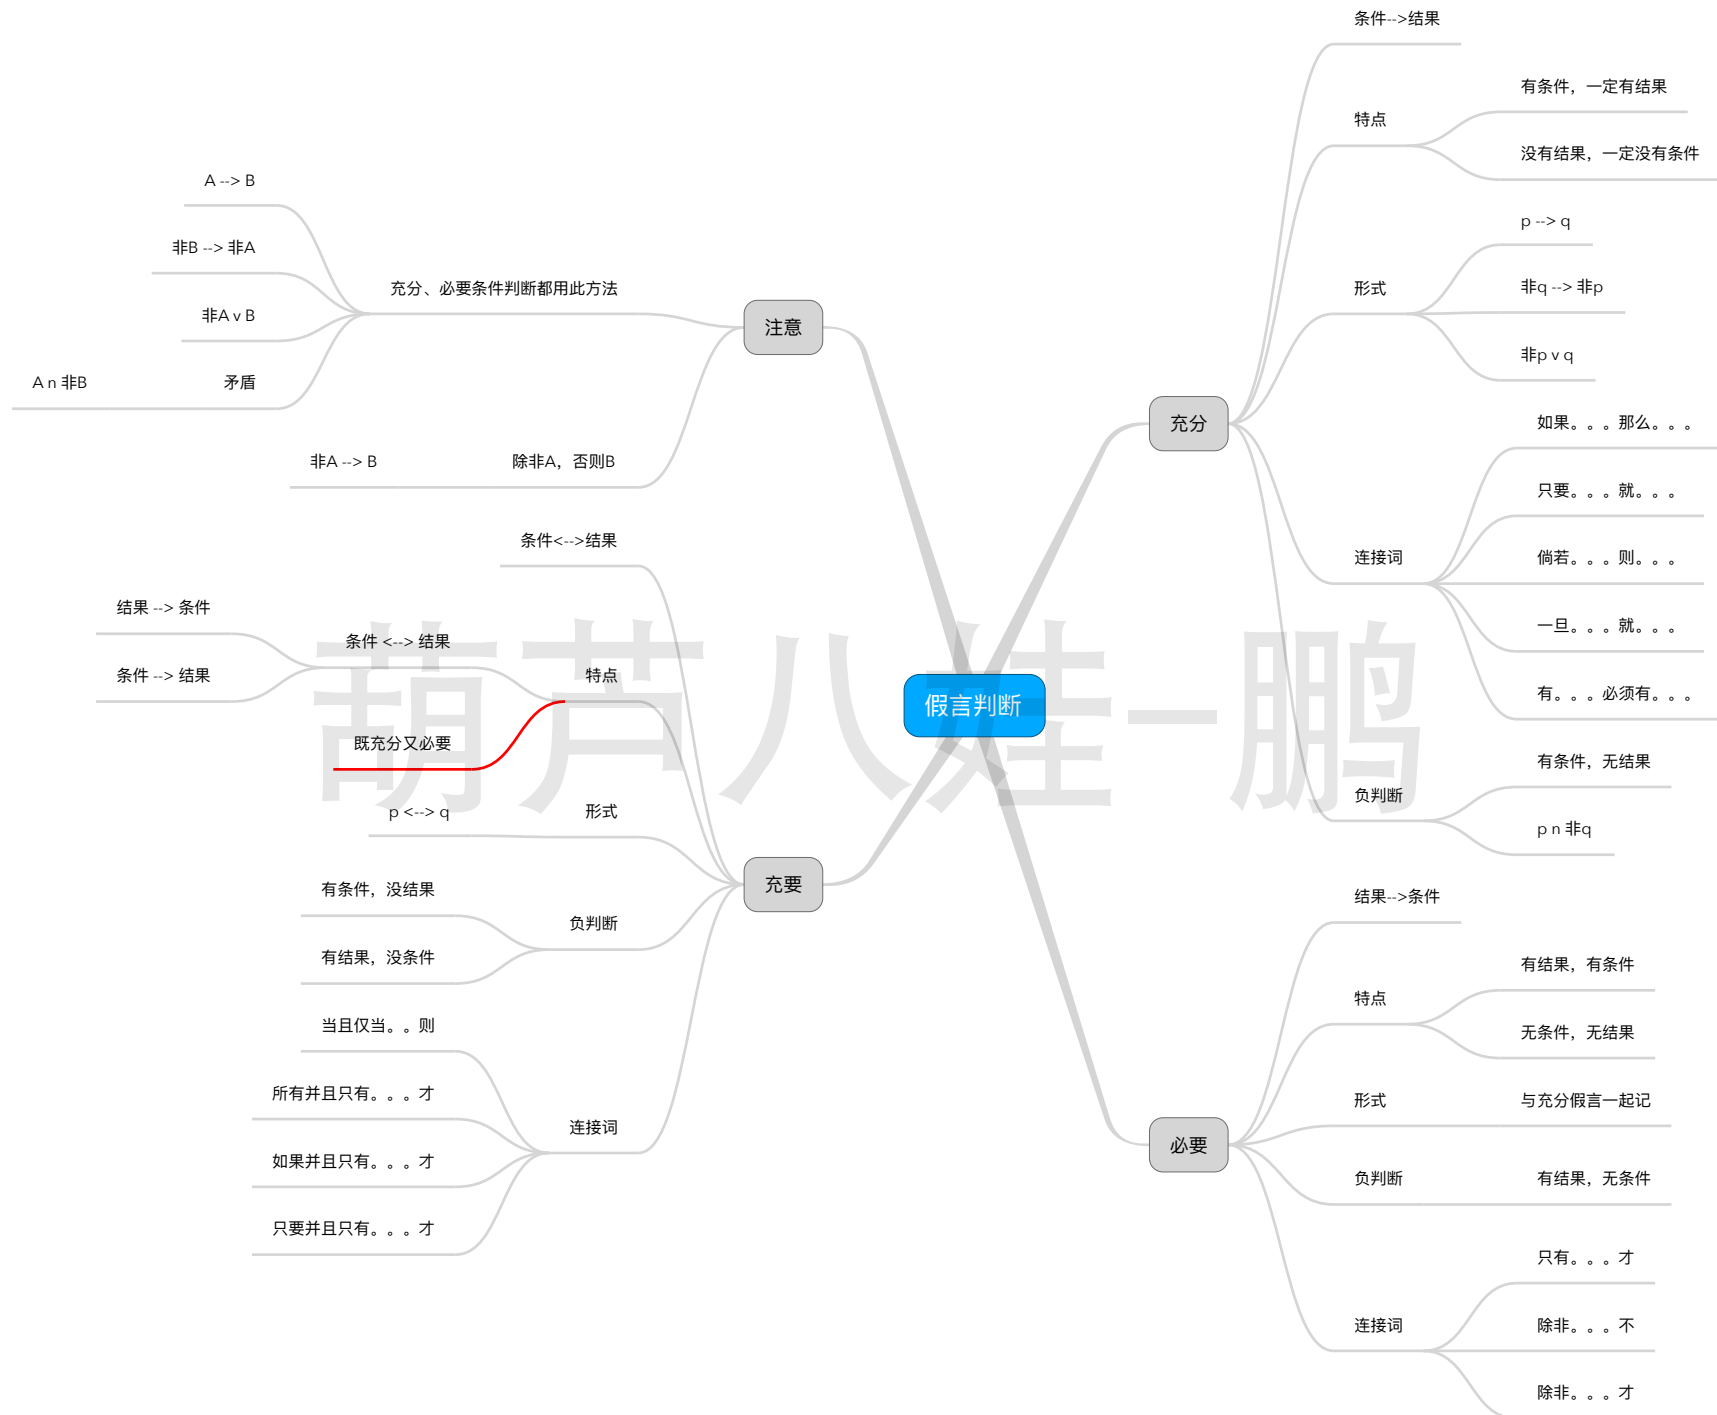 假言判断
充分
条件-->结果
特点
有条件，一定有结果
没有结果，一定没有条件
形式
p --> q
非q --> 非p
非p v q
连接词
如果。。。那么。。。
只要。。。就。。。
倘若。。。则。。。
一旦。。。就。。。
有。。。必须有。。。
负判断
有条件，无结果
p n 非q
必要
结果-->条件
特点
有结果，有条件
无条件，无结果
形式
与充分假言一起记
负判断
有结果，无条件
连接词
只有。。。才
除非。。。不
除非。。。才
注意
充分、必要条件判断都用此方法
A --> B
非B --> 非A
非A v B
矛盾
A n 非B
除非A，否则B
非A --> B
充要
条件<-->结果
特点
条件 <--> 结果
结果 --> 条件
条件 --> 结果
既充分又必要
形式
p <--> q
负判断
有条件，没结果
有结果，没条件
连接词
当且仅当。。则
所有并且只有。。。才
如果并且只有。。。才
只要并且只有。。。才
葫芦八娃-鹏